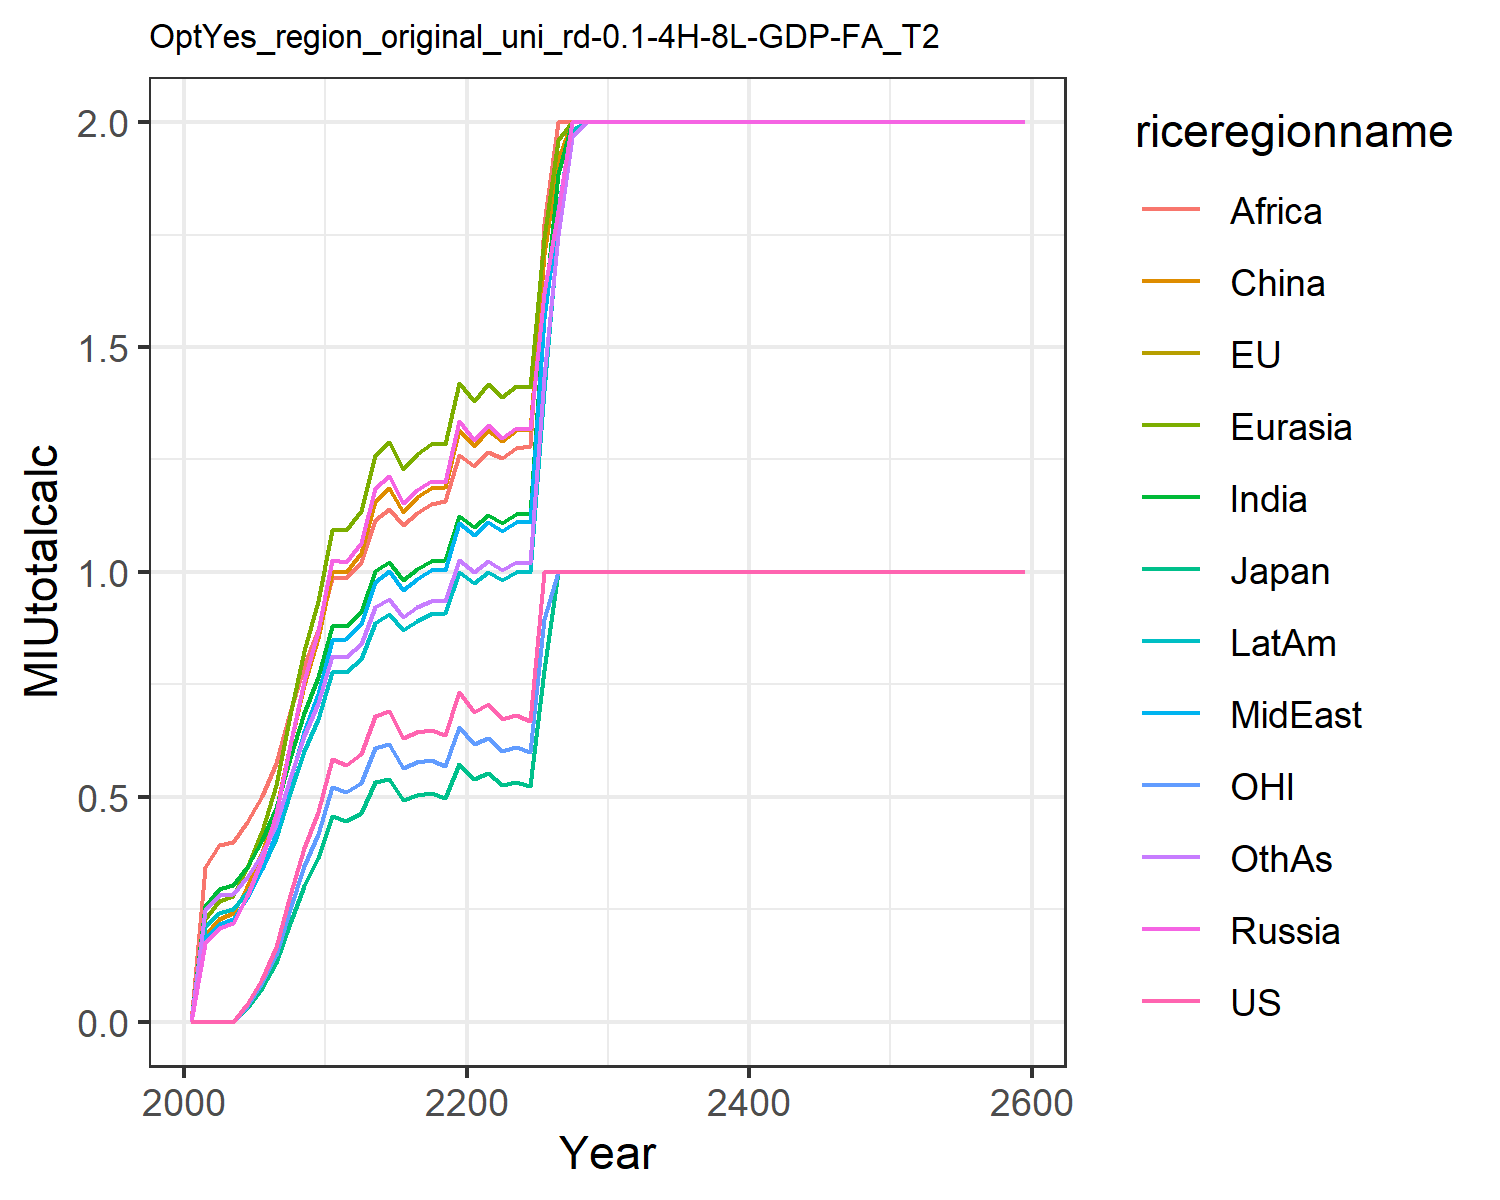 OptYes_region_original_uni_rd-0.1-4H-8L-GDP-FA_T2
MIUtotalcalc
2.0
1.5
1.0
0.5
0.0
2000
2200
2400
2600
Year
riceregionname
Africa
China
EU
Eurasia
India
Japan
LatAm
MidEast
OHI
OthAs
Russia
US